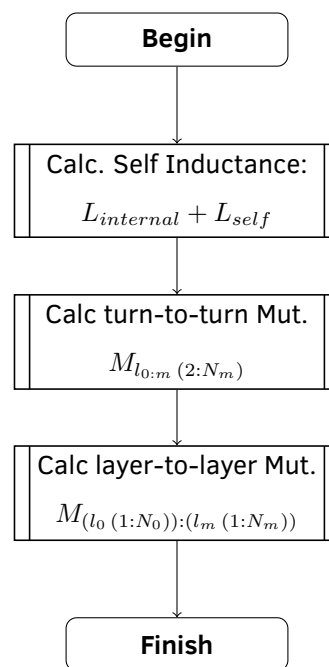 Begin
Calc. Self Inductance:
$L_{internal} + L_{self}$
Calc turn-to-turn Mut.
$M_{l_{0:m}\,(2:N_m)}$
Calc layer-to-layer Mut.
$M_{(l_0\,(1:N_0)):(l_m\,(1:N_m))}$
Finish